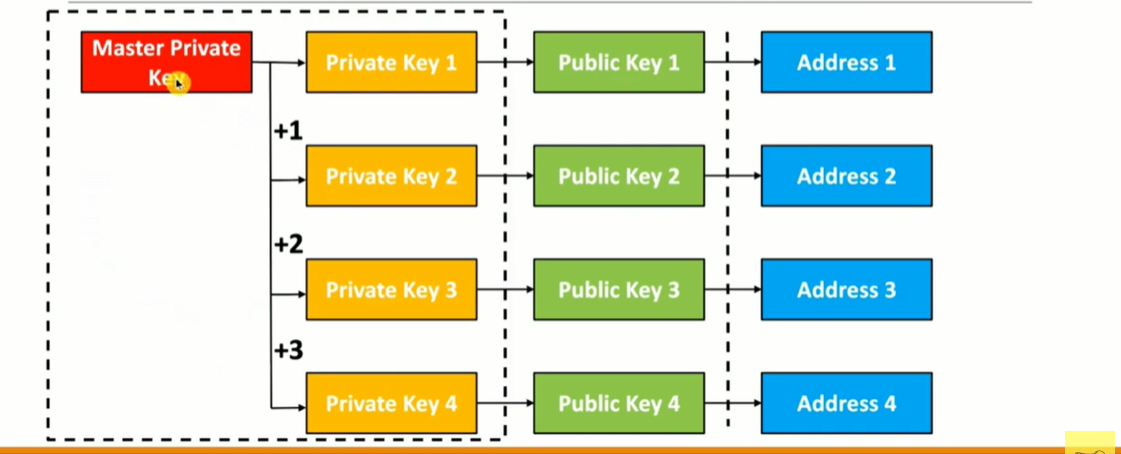 Master Private
Key
Private Key 1
Public Key 1
Address 1
+1
Private Key 2
Public Key 2
Address 2
+2
Private Key 3
Public Key 3
Address 3
+3
Private Key 4
Public Key 4
Address 4